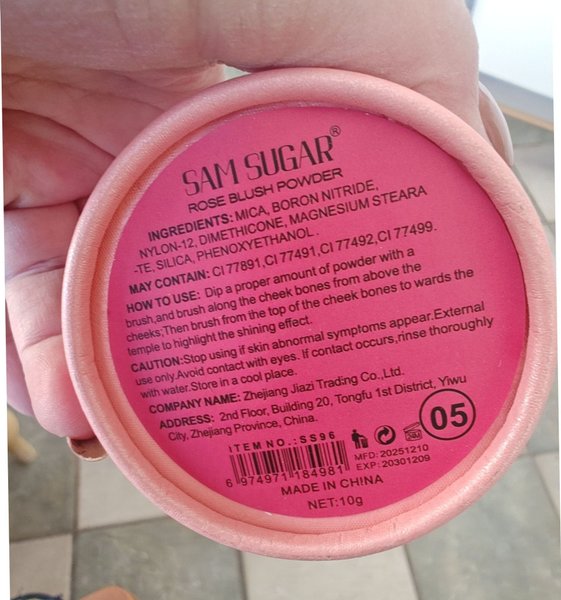 SAM SUGAR®
ROSE BLUSH POWDER
INGREDIENTS: MICA, BORON NITRIDE,
NYLON-12, DIMETHICONE, MAGNESIUM STEARA
-TE, SILICA, PHENOXYETHANOL .
MAY CONTAIN: CI 77891,CI 77491,CI 77492,CI 77499.
HOW TO USE: Dip a proper amount of powder with a
brush,and brush along the cheek bones from above the
cheeks;Then brush from the top of the cheek bones to wards the
temple to highlight the shining effect.
CAUTION:Stop using if skin abnormal symptoms appear.External
use only.Avoid contact with eyes. If contact occurs,rinse thoroughly
with water.Store in a cool place.
COMPANY NAME: Zhejiang Jiazi Trading Co.,Ltd.
ADDRESS: 2nd Floor, Building 20, Tongfu 1st District, Yiwu
City, Zhejiang Province, China.
05
ITEM NO.:SS96
6 974971 184981
24M
MFD: 20251210
EXP: 20301209
MADE IN CHINA
NET:10g